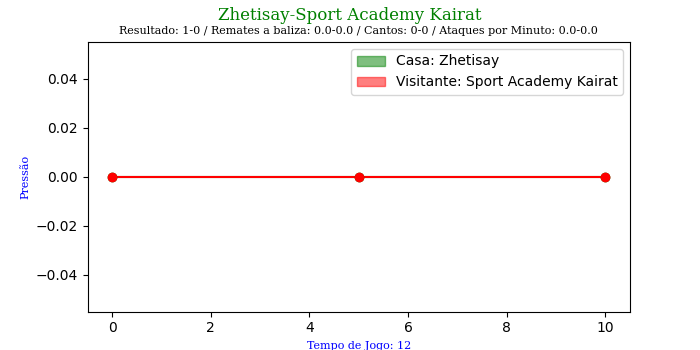 Zhetisay-Sport Academy Kairat
Resultado: 1-0 / Remates a baliza: 0.0-0.0 / Cantos: 0-0 / Ataques por Minuto: 0.0-0.0
Casa: Zhetisay
Visitante: Sport Academy Kairat
0.04
0.02
0.00
−0.02
−0.04
Pressão
0 2 4 6 8 10
Tempo de Jogo: 12